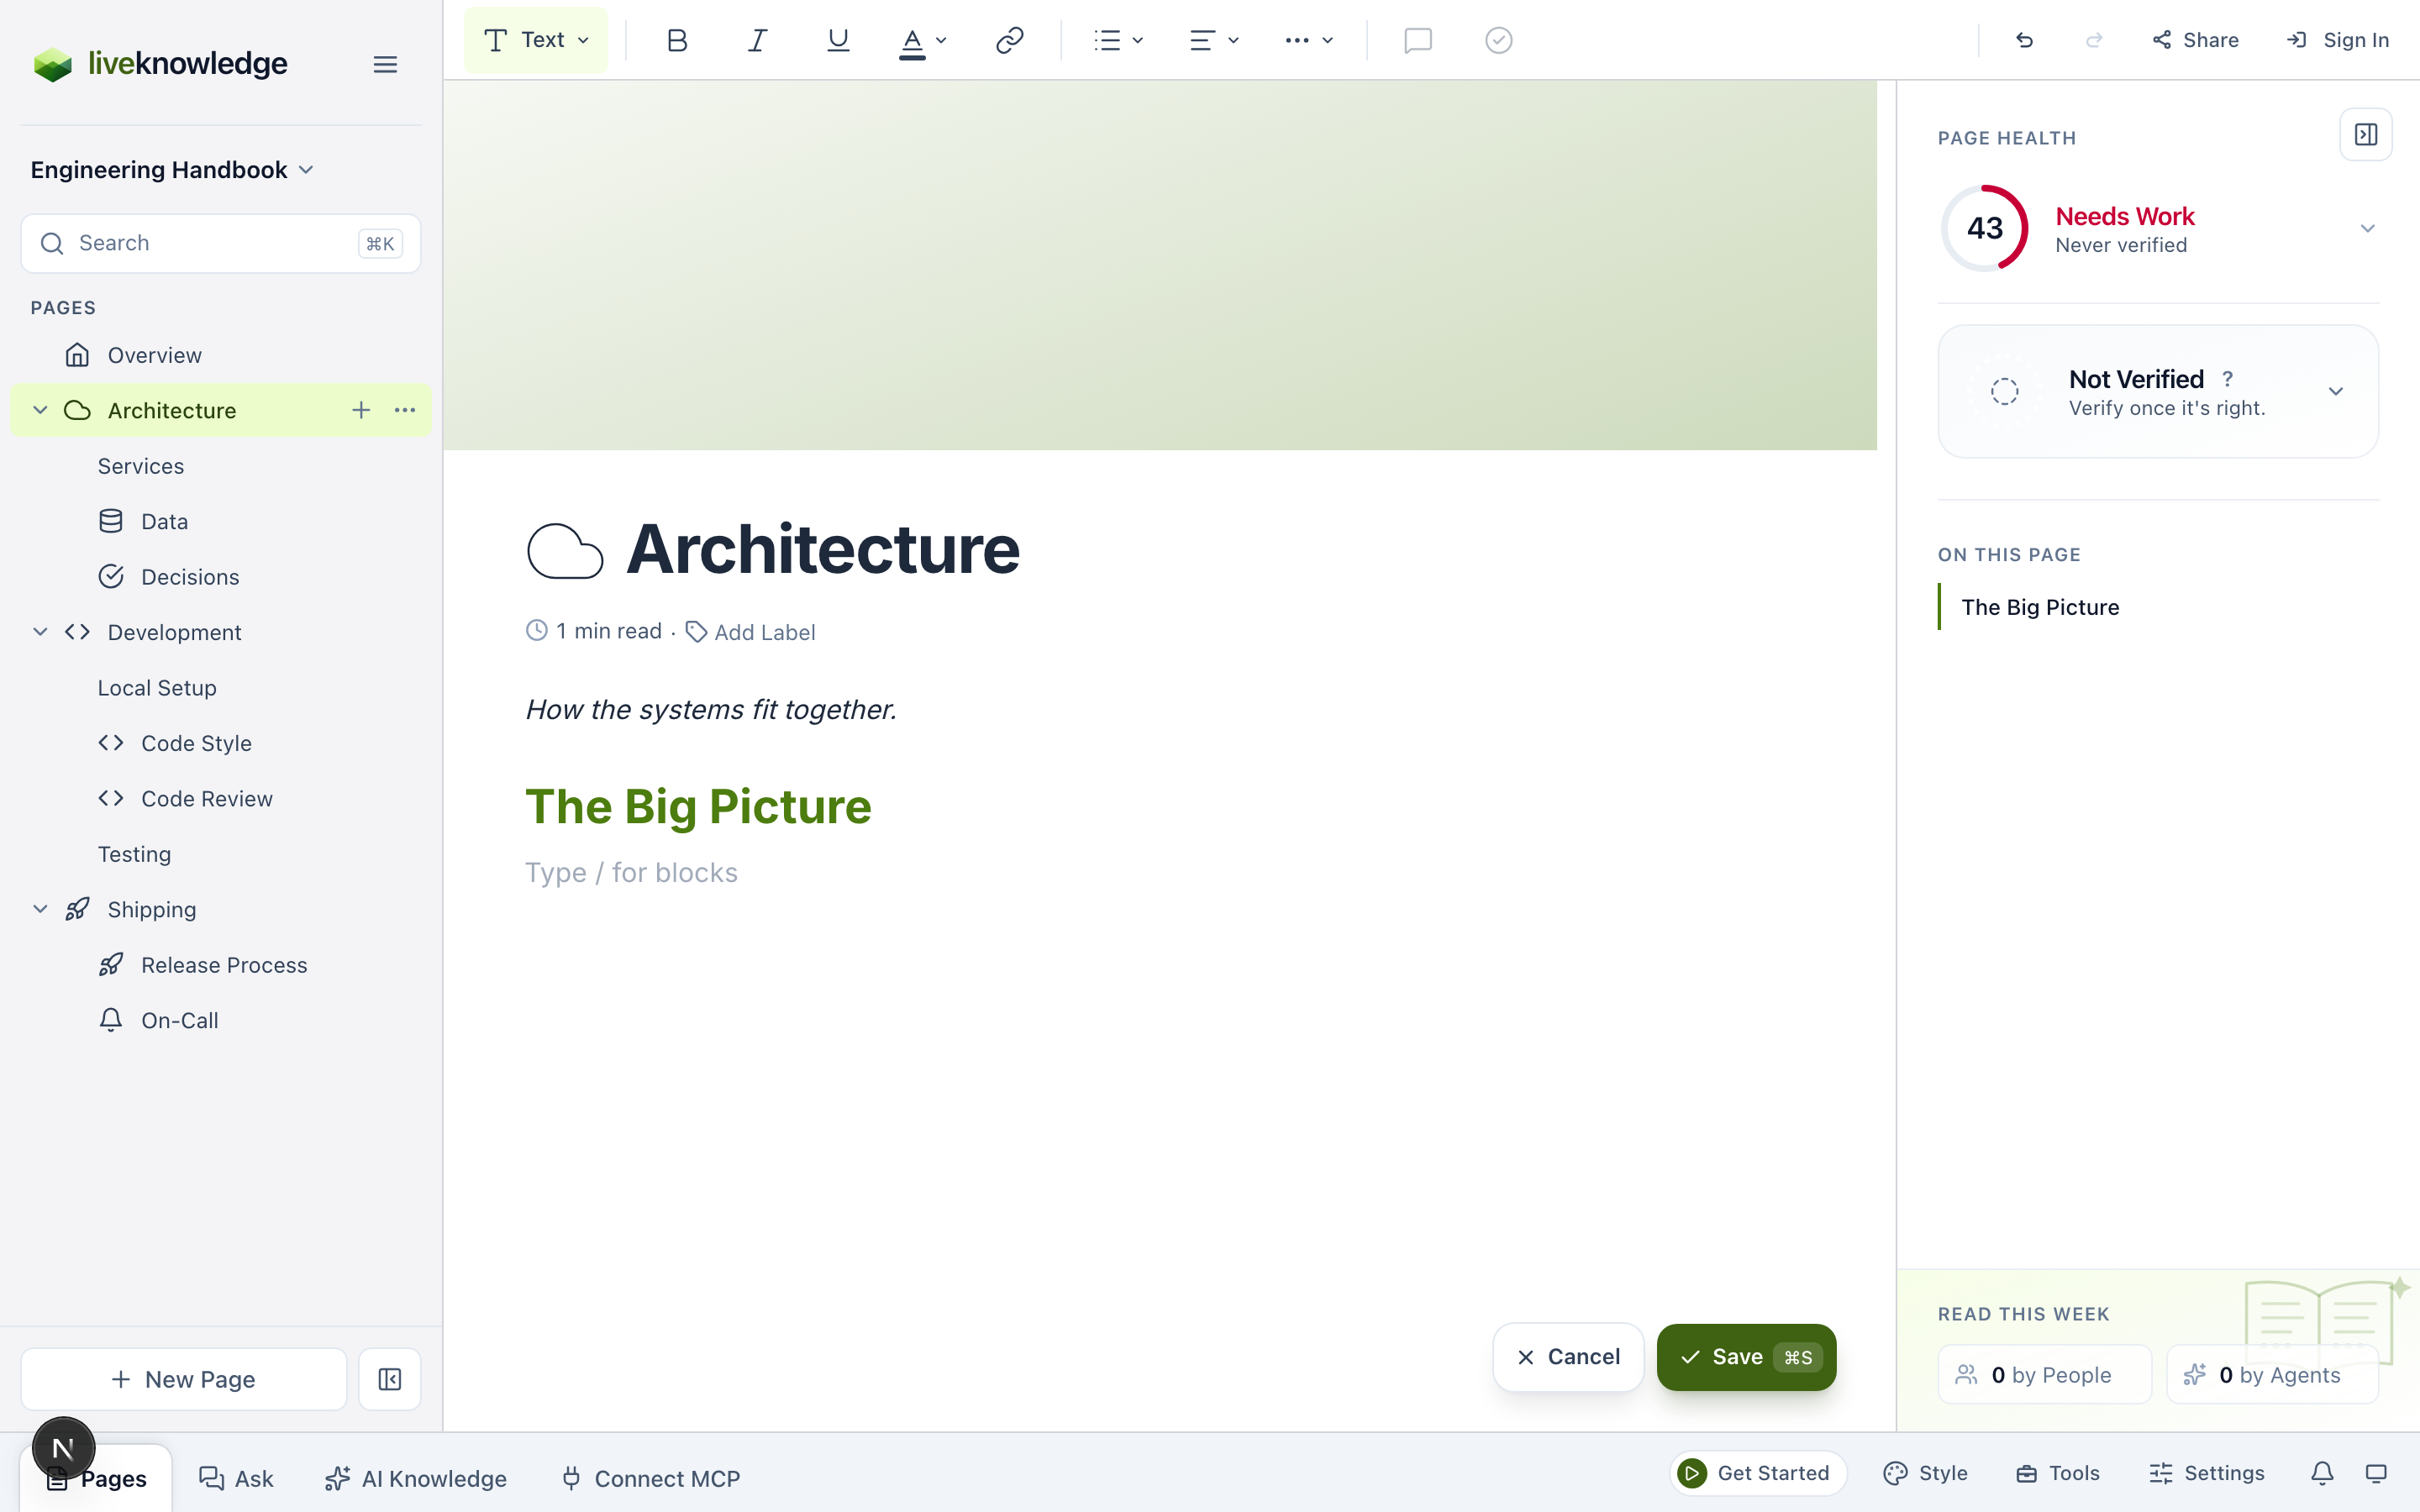 liveknowledge
Engineering Handbook
Search ⌘K
PAGES
Overview
Architecture
Services
Data
Decisions
Development
Local Setup
Code Style
Code Review
Testing
Shipping
Release Process
On-Call
New Page
Text
Share
Sign In
Architecture
1 min read · Add Label
How the systems fit together.
The Big Picture
Type / for blocks
Cancel
Save ⌘S
PAGE HEALTH
43
Needs Work
Never verified
Not Verified ?
Verify once it's right.
ON THIS PAGE
The Big Picture
READ THIS WEEK
0 by People
0 by Agents
N
Pages
Ask
AI Knowledge
Connect MCP
Get Started
Style
Tools
Settings